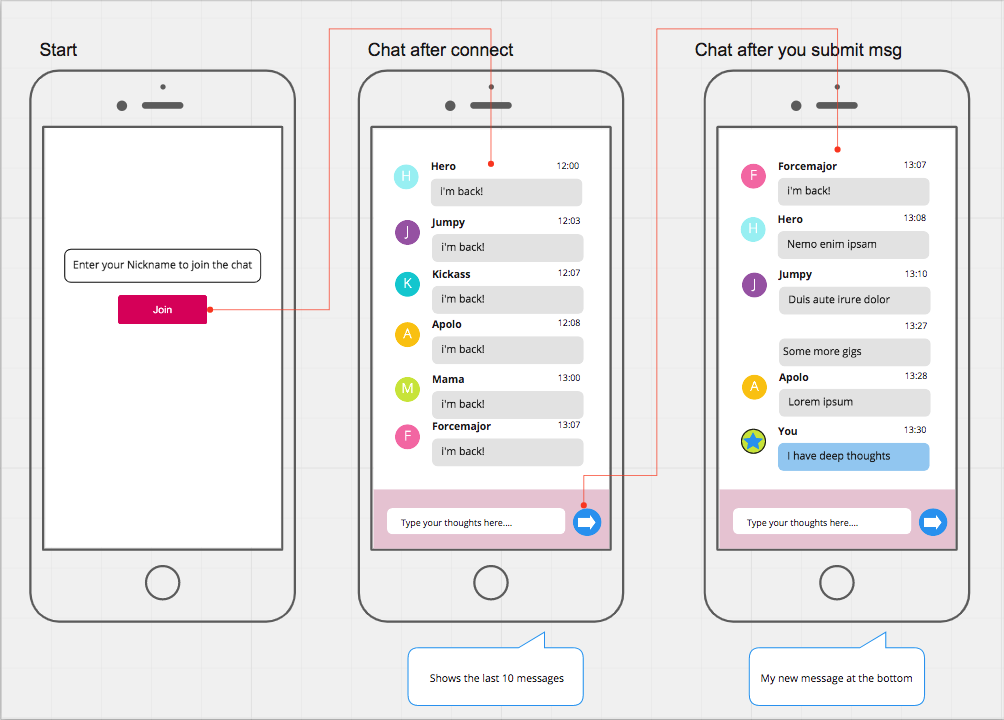 Start
Enter your Nickname to join the chat
Join
Chat after connect
H
Hero
12:00
i'm back!
J
Jumpy
12:03
i'm back!
K
Kickass
12:07
i'm back!
A
Apolo
12:08
i'm back!
M
Mama
13:00
i'm back!
F
Forcemajor
13:07
i'm back!
Type your thoughts here....
Shows the last 10 messages
Chat after you submit msg
F
Forcemajor
13:07
i'm back!
H
Hero
13:08
Nemo enim ipsam
J
Jumpy
13:10
Duis aute irure dolor
13:27
Some more gigs
A
Apolo
13:28
Lorem ipsum
You
13:30
I have deep thoughts
Type your thoughts here....
My new message at the bottom